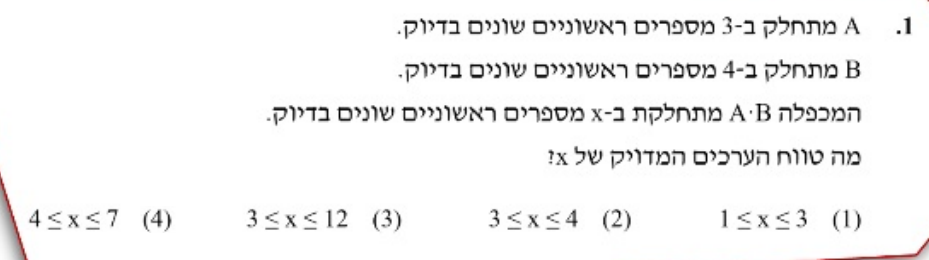 1. A מתחלק ב-3 מספרים ראשוניים שונים בדיוק.
B מתחלק ב-4 מספרים ראשוניים שונים בדיוק.
המכפלה A·B מתחלקת ב-x מספרים ראשוניים שונים בדיוק.
מה טווח הערכים המדויק של x?
(1) 1 ≤ x ≤ 3 (2) 3 ≤ x ≤ 4 (3) 3 ≤ x ≤ 12 (4) 4 ≤ x ≤ 7